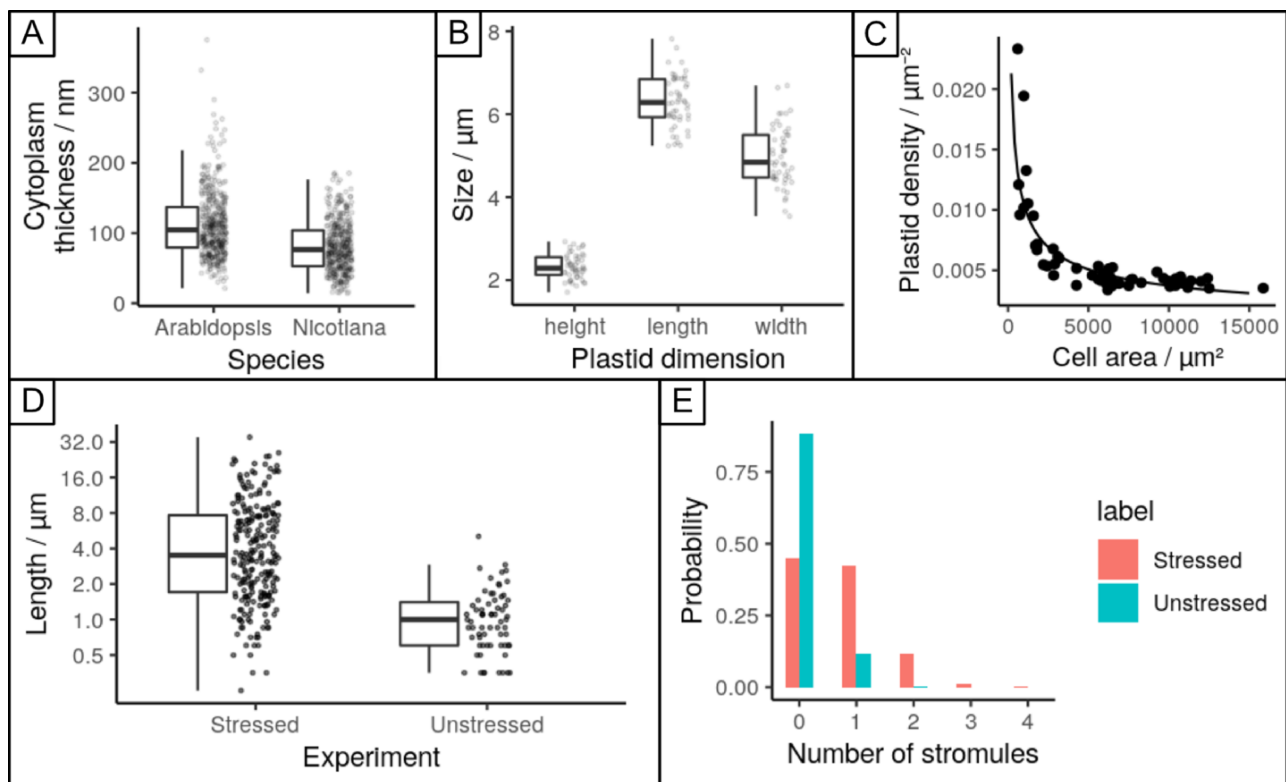 A
Cytoplasm
thickness / nm
300
200
100
0
Arabidopsis
Nicotiana
Species
B
Size / µm
8
6
4
2
height
length
width
Plastid dimension
C
Plastid density / µm⁻²
0.020
0.015
0.010
0.005
0
5000
10000
15000
Cell area / µm²
D
Length / µm
32.0
16.0
8.0
4.0
2.0
1.0
0.5
Stressed
Unstressed
Experiment
E
Probability
0.75
0.50
0.25
0.00
0
1
2
3
4
Number of stromules
label
Stressed
Unstressed